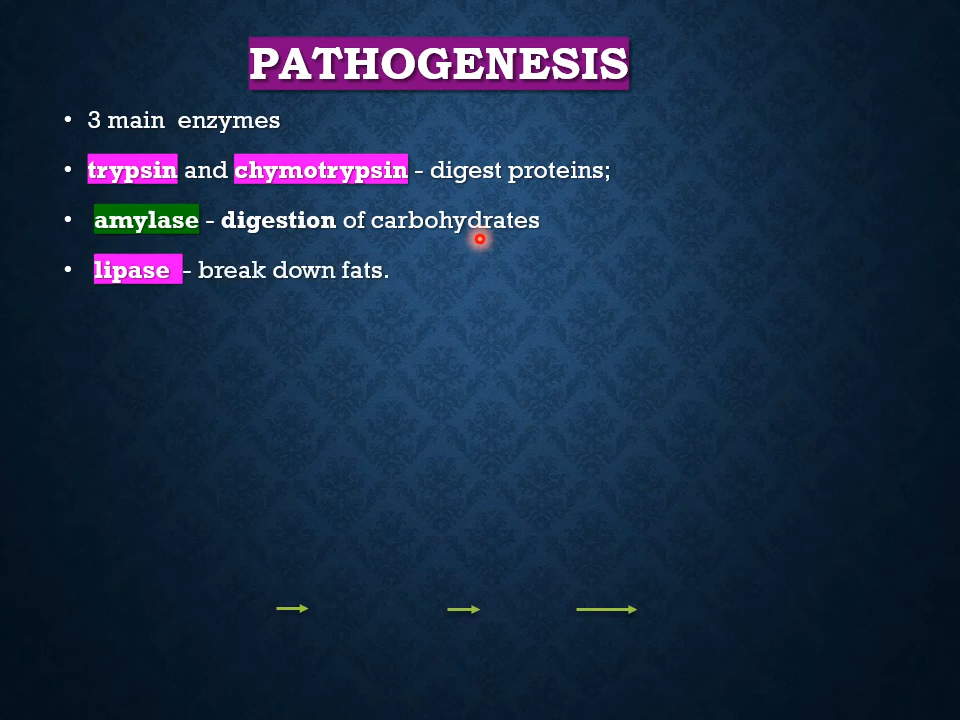 PATHOGENESIS
• 3 main  enzymes
• trypsin and chymotrypsin - digest proteins;
• amylase - digestion of carbohydrates
• lipase  - break down fats.